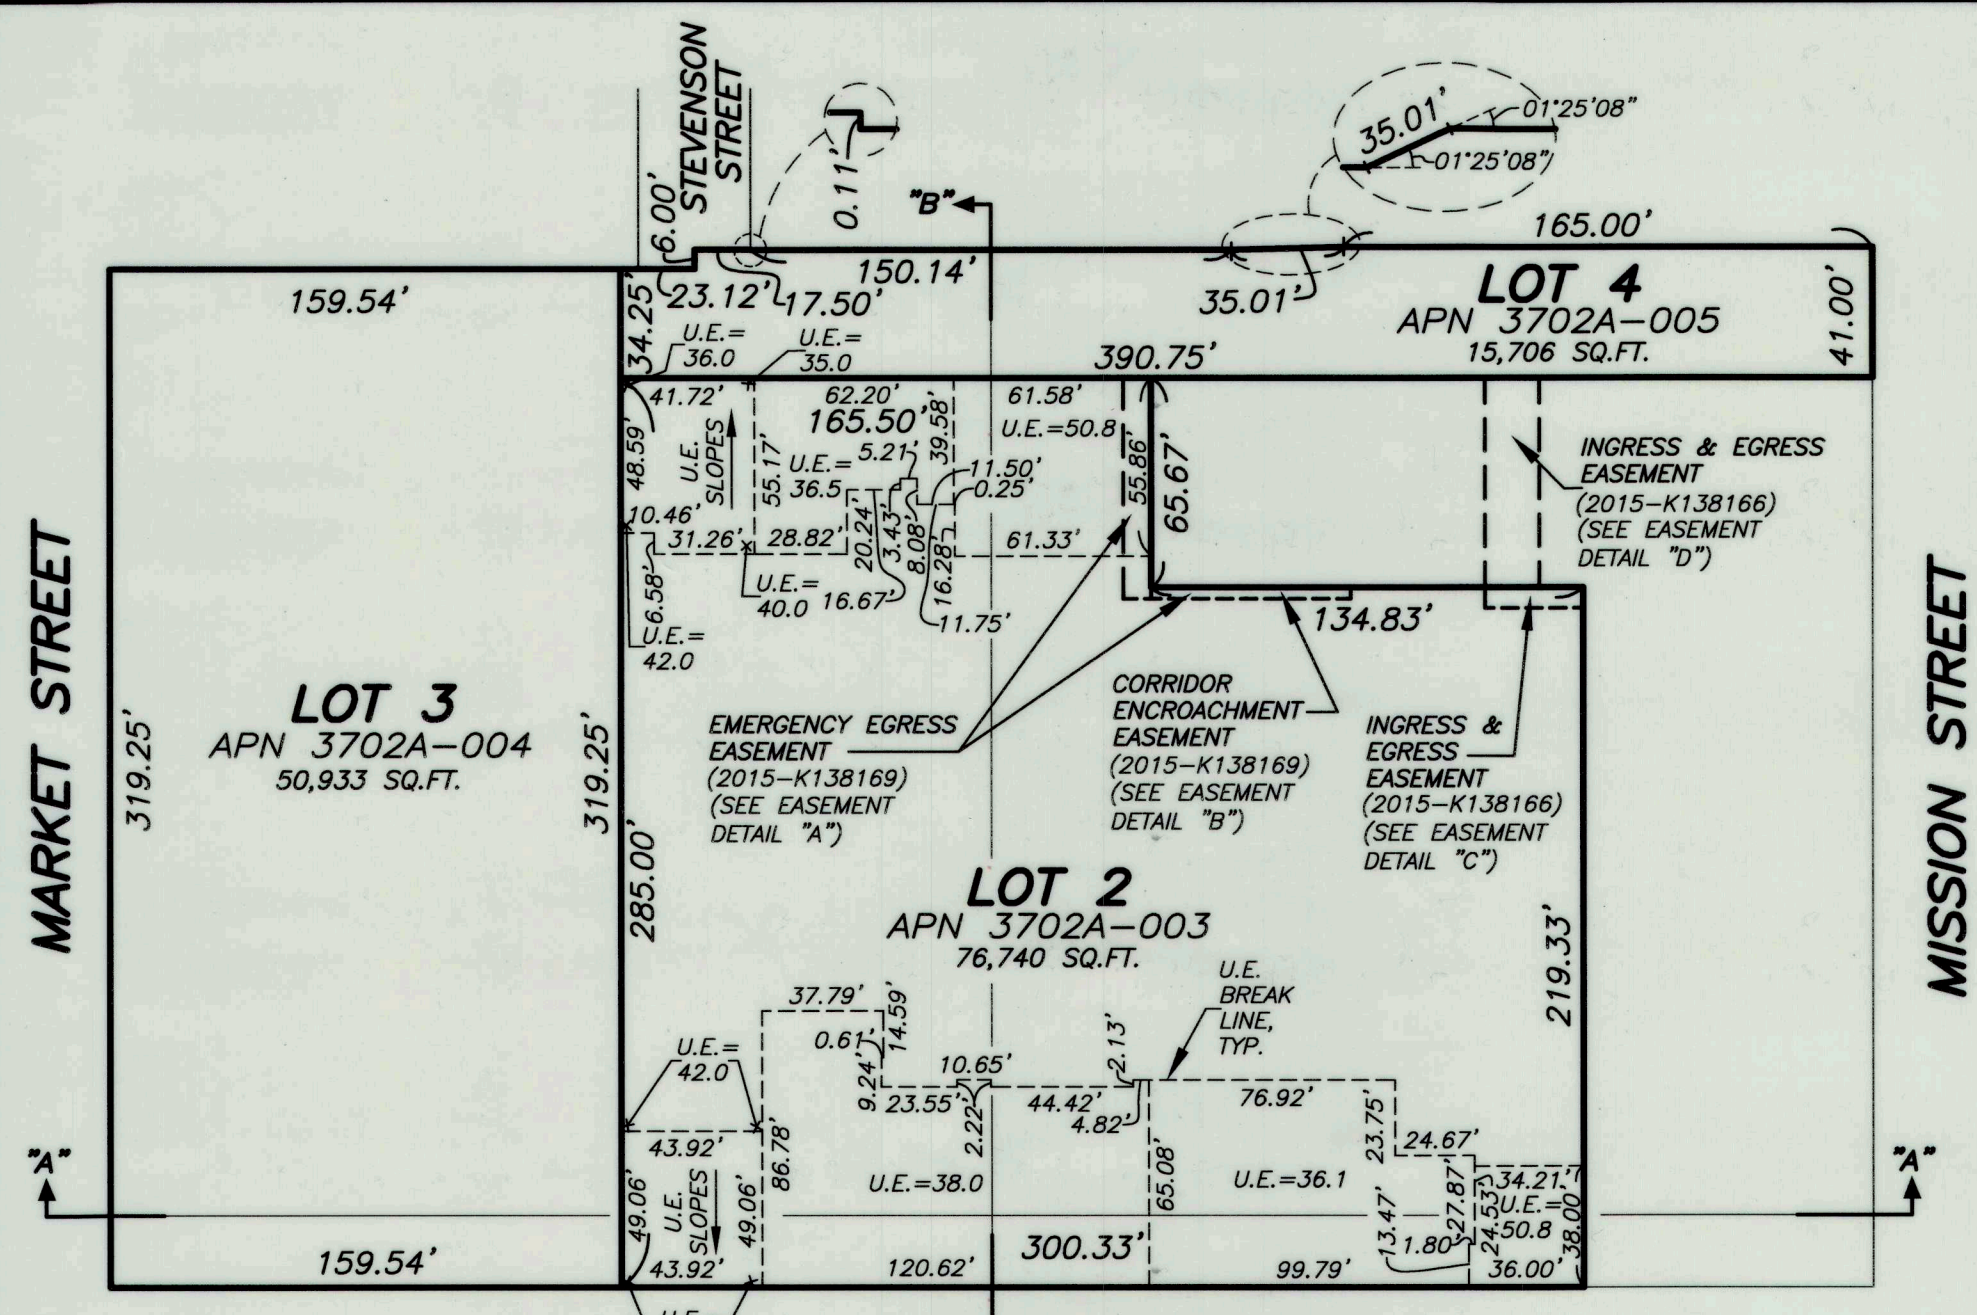 STEVENSON
STREET
6.00'
0.11'
"B"
35.01'
01°25'08"
01°25'08"
165.00'
159.54'
34.25'
23.12'
17.50'
150.14'
35.01'
LOT 4
APN 3702A-005
15,706 SQ.FT.
41.00'
U.E.=
36.0
U.E.=
35.0
390.75'
41.72'
62.20'
61.58'
165.50'
48.59'
U.E.
SLOPES
55.17'
U.E.=
36.5
5.21'
39.58'
U.E.=50.8
11.50'
0.25'
55.86'
65.67'
INGRESS & EGRESS
EASEMENT
(2015-K138166)
(SEE EASEMENT
DETAIL "D")
10.46'
31.26'
28.82'
20.24'
3.43'
8.08'
16.28'
61.33'
6.58'
U.E.=
40.0
16.67'
11.75'
U.E.=
42.0
134.83'
MARKET STREET
MISSION STREET
319.25'
LOT 3
APN 3702A-004
50,933 SQ.FT.
319.25'
285.00'
EMERGENCY EGRESS
EASEMENT
(2015-K138169)
(SEE EASEMENT
DETAIL "A")
CORRIDOR
ENCROACHMENT
EASEMENT
(2015-K138169)
(SEE EASEMENT
DETAIL "B")
INGRESS &
EGRESS
EASEMENT
(2015-K138166)
(SEE EASEMENT
DETAIL "C")
LOT 2
APN 3702A-003
76,740 SQ.FT.
219.33'
U.E.
BREAK
LINE,
TYP.
37.79'
14.59'
0.61'
9.24'
10.65'
23.55'
2.22'
44.42'
2.13'
4.82'
76.92'
23.75'
24.67'
U.E.=
42.0
43.92'
86.78'
U.E.=38.0
65.08'
U.E.=36.1
34.21'
27.87'
24.53'
U.E.=
50.8
38.00'
13.47'
1.80'
"A"
"A"
49.06'
U.E.
SLOPES
49.06'
159.54'
43.92'
120.62'
300.33'
99.79'
36.00'